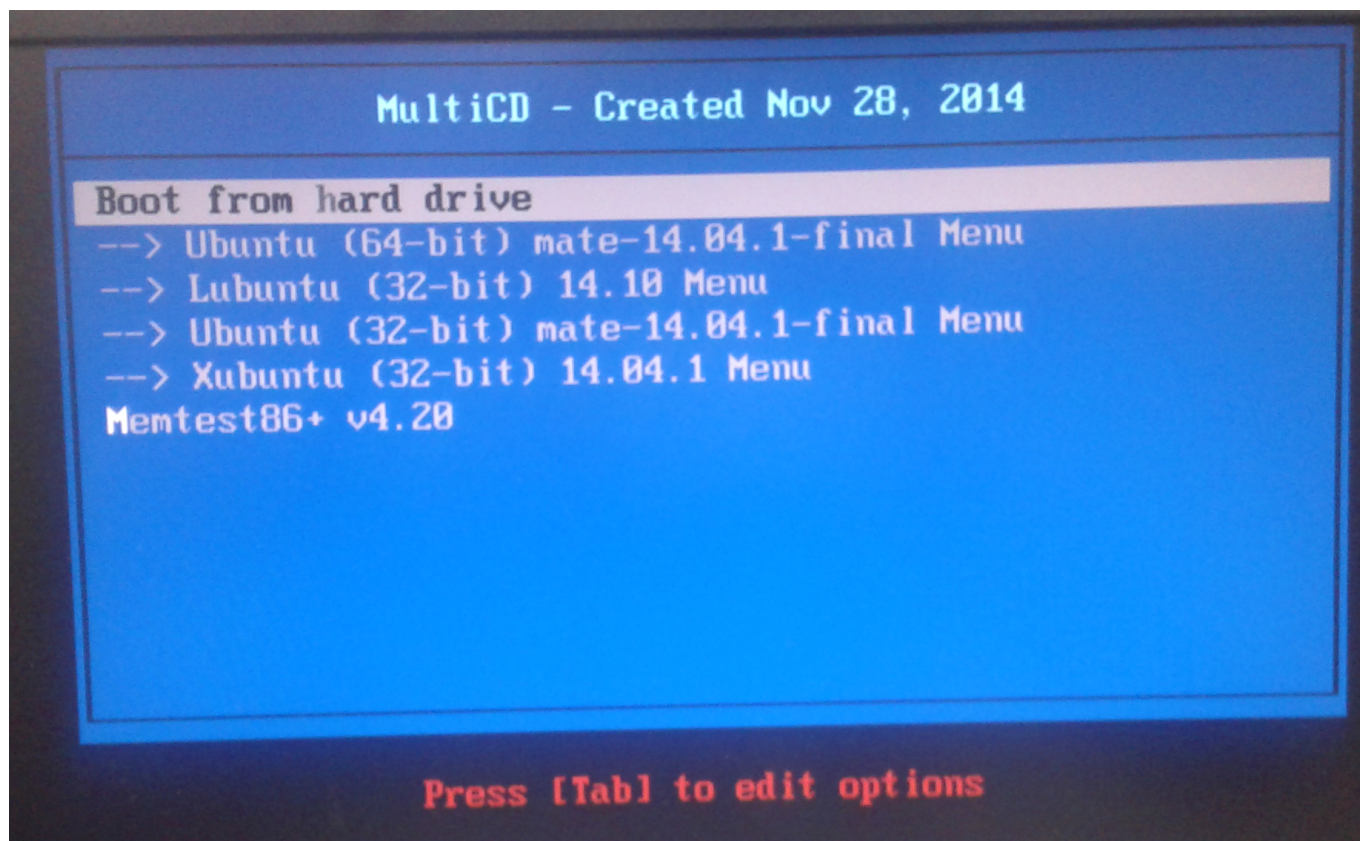 MultiCD - Created Nov 28, 2014
Boot from hard drive
--> Ubuntu (64-bit) mate-14.04.1-final Menu
--> Lubuntu (32-bit) 14.10 Menu
--> Ubuntu (32-bit) mate-14.04.1-final Menu
--> Xubuntu (32-bit) 14.04.1 Menu
Memtest86+ v4.20
Press [Tab] to edit options